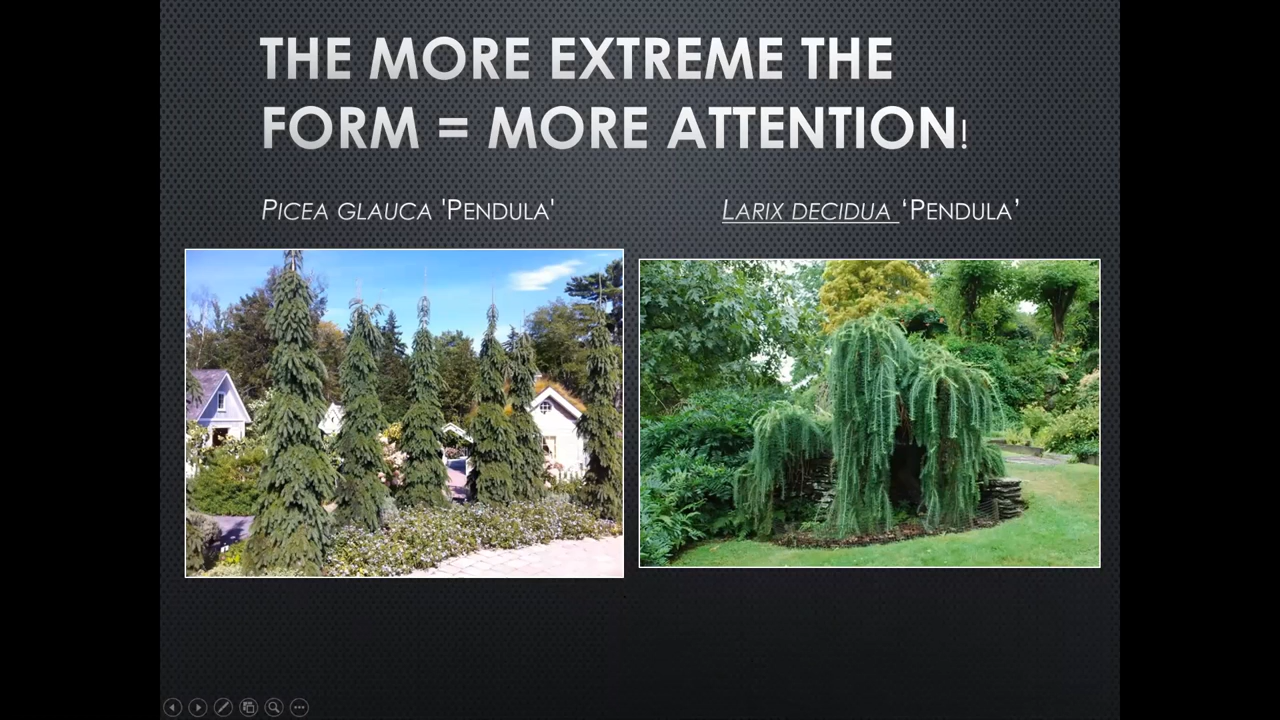 THE MORE EXTREME THE
FORM = MORE ATTENTION!
PICEA GLAUCA 'PENDULA'
LARIX DECIDUA ‘PENDULA’